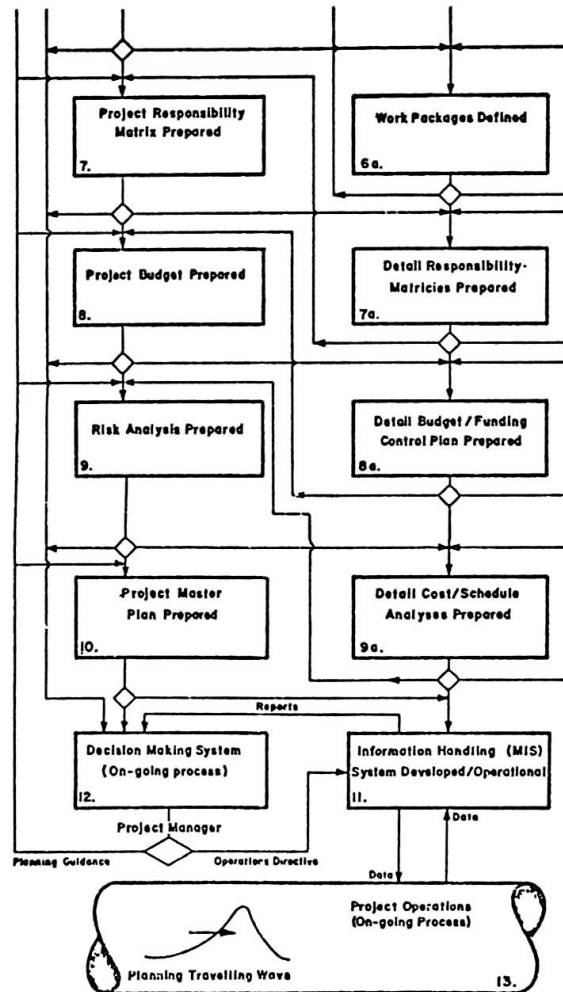 Project Responsibility
Matrix Prepared
7.
Work Packages Defined
6a.
Project Budget Prepared
8.
Detail Responsibility-
Matricies Prepared
7a.
Risk Analysis Prepared
9.
Detail Budget/Funding
Control Plan Prepared
8a.
Project Master
Plan Prepared
10.
Detail Cost/Schedule
Analyses Prepared
9a.
Reports
Decision Making System
(On-going process)
12.
Information Handling (MIS)
System Developed/Operational
11.
Project Manager
Planning Guidance
Operations Directive
Data
Data
Project Operations
(On-going Process)
Planning Travelling Wave
13.